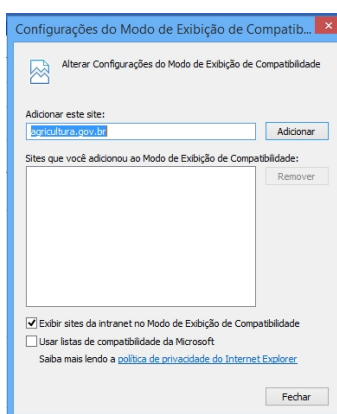 Configurações do Modo de Exibição de Compatib...
Alterar Configurações do Modo de Exibição de Compatibilidade
Adicionar este site:
agricultura.gov.br
Adicionar
Sites que você adicionou ao Modo de Exibição de Compatibilidade:
Remover
Exibir sites da intranet no Modo de Exibição de Compatibilidade
Usar listas de compatibilidade da Microsoft
Saiba mais lendo a política de privacidade do Internet Explorer
Fechar